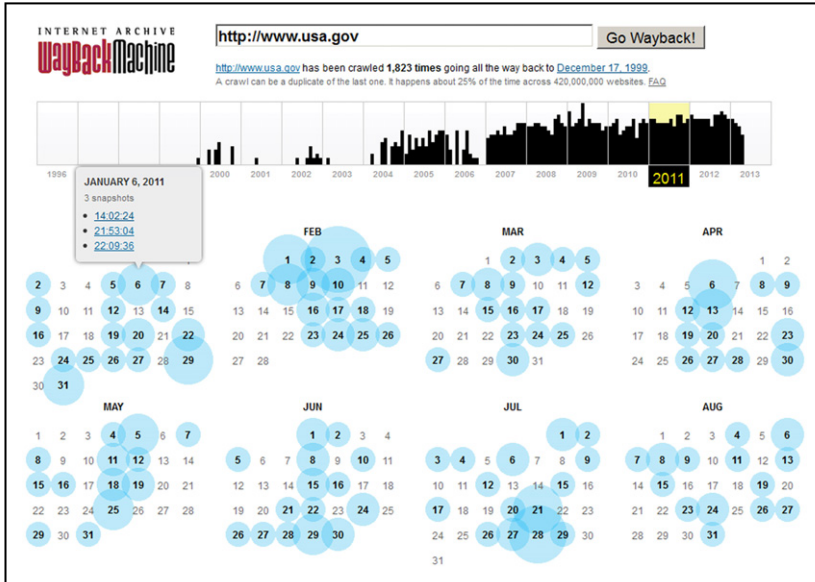 INTERNET ARCHIVE
WayBackMachine
http://www.usa.gov
Go Wayback!
http://www.usa.gov has been crawled 1,823 times going all the way back to December 17, 1999.
A crawl can be a duplicate of the last one. It happens about 25% of the time across 420,000,000 websites. FAQ
1996 2000 2001 2002 2003 2004 2005 2006 2007 2008 2009 2010 2011 2012 2013
JANUARY 6, 2011
3 snapshots
14:02:24
21:53:04
22:09:36
FEB MAR APR
1 2 3 4 5 1 2 3 4 5 1 2
2 3 4 5 6 7 8 7 8 9 10 6 7 8 9 12 3 4 5 6 7 8 9
9 10 11 12 13 14 15 13 14 15 16 17 18 19 13 14 15 16 17 18 19 10 11 12 13 14 15 16
16 17 18 19 20 21 22 20 21 22 23 24 25 26 20 21 22 23 24 25 26 17 18 19 20 21 22 23
23 24 25 26 27 28 29 27 28 27 28 29 30 31 24 25 26 27 28 29 30
30 31
MAY JUN JUL AUG
1 2 3 4 5 6 7 1 2 3 4 1 2 1 2 3 4 5 6
8 9 10 11 12 13 14 5 6 7 8 9 10 11 3 4 5 6 7 8 9 7 8 9 10 11 12 13
15 16 17 18 19 20 21 12 13 14 15 16 17 18 10 11 12 13 14 15 16 14 15 16 17 18 19 20
22 23 24 25 26 27 28 19 20 21 22 23 24 25 17 18 19 20 21 22 23 21 22 23 24 25 26 27
29 30 31 26 27 28 29 30 24 25 26 27 28 29 30 28 29 30 31
31